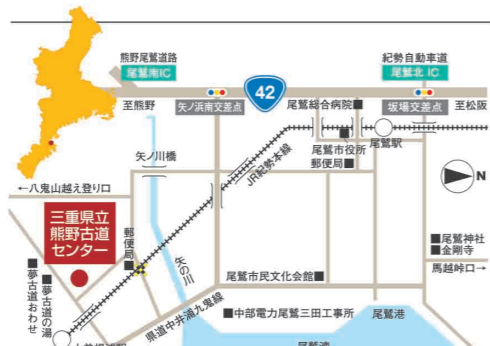 熊野尾鷲道路
尾鷲南IC
紀勢自動車道
尾鷲北 IC
至熊野
矢ノ浜南交差点
42
尾鷲総合病院■
坂場交差点
至松阪
尾鷲市役所
郵便局■
尾鷲駅
矢ノ川橋
JR紀勢本線
N
←八鬼山越え登り口
三重県立
熊野古道
センター
郵便局■
矢の川
■尾鷲神社
■金剛寺
馬越峠口→
■夢古道の湯
■夢古道おわせ
尾鷲市民文化会館■
県道中井浦九鬼線
■中部電力尾鷲三田工事所
尾鷲港